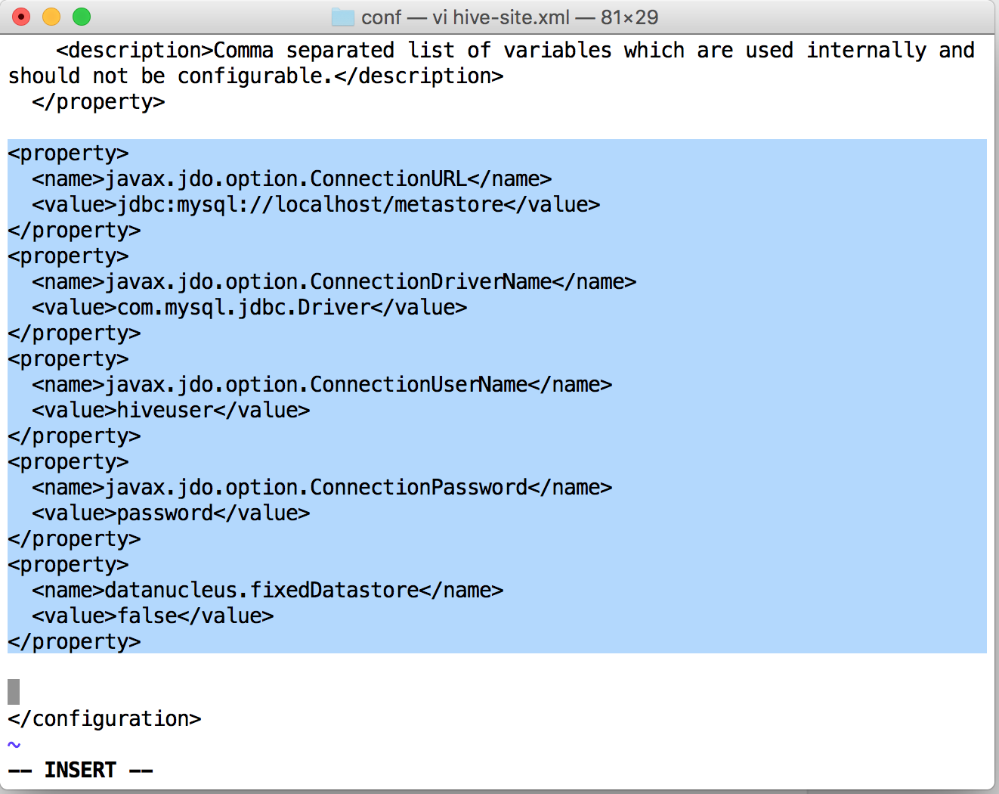 conf — vi hive-site.xml — 81×29
    <description>Comma separated list of variables which are used internally and
should not be configurable.</description>
  </property>
<property>
  <name>javax.jdo.option.ConnectionURL</name>
  <value>jdbc:mysql://localhost/metastore</value>
</property>
<property>
  <name>javax.jdo.option.ConnectionDriverName</name>
  <value>com.mysql.jdbc.Driver</value>
</property>
<property>
  <name>javax.jdo.option.ConnectionUserName</name>
  <value>hiveuser</value>
</property>
<property>
  <name>javax.jdo.option.ConnectionPassword</name>
  <value>password</value>
</property>
<property>
  <name>datanucleus.fixedDatastore</name>
  <value>false</value>
</property>
</configuration>
~
-- INSERT --